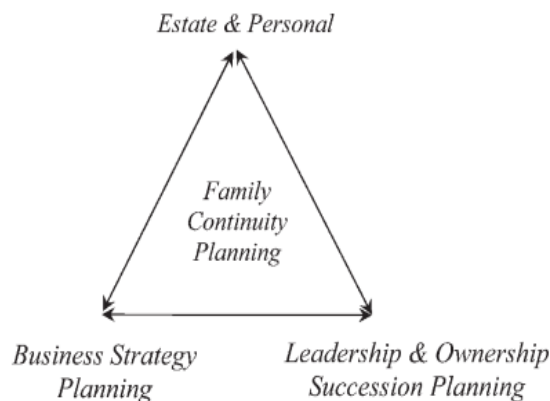 Estate & Personal
Family
Continuity
Planning
Business Strategy
Planning
Leadership & Ownership
Succession Planning